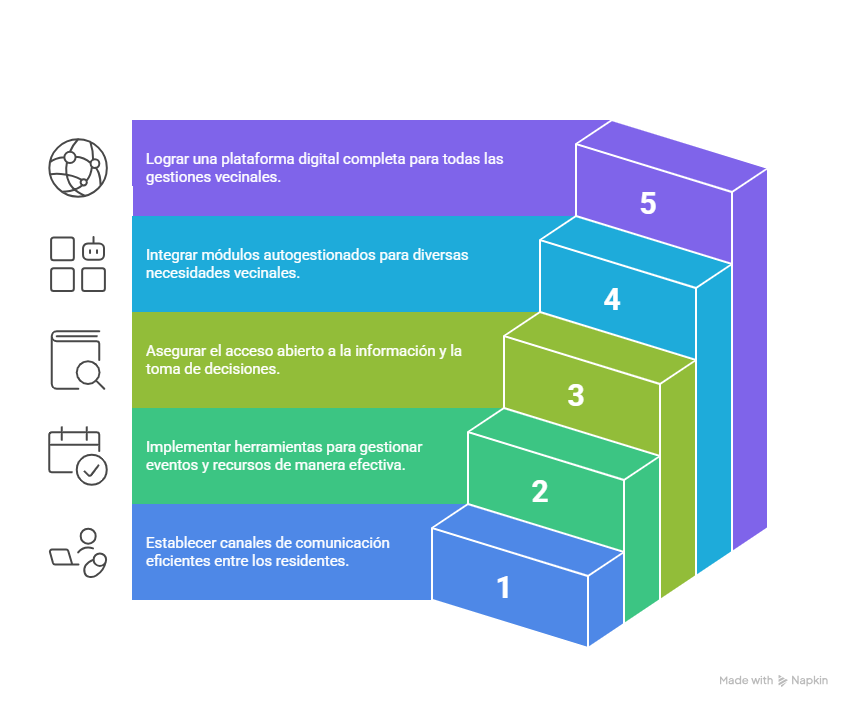 Lograr una plataforma digital completa para todas las
gestiones vecinales.
5
Integrar módulos autogestionados para diversas
necesidades vecinales.
4
Asegurar el acceso abierto a la información y la
toma de decisiones.
3
Implementar herramientas para gestionar
eventos y recursos de manera efectiva.
2
Establecer canales de comunicación
eficientes entre los residentes.
1
Made with Napkin